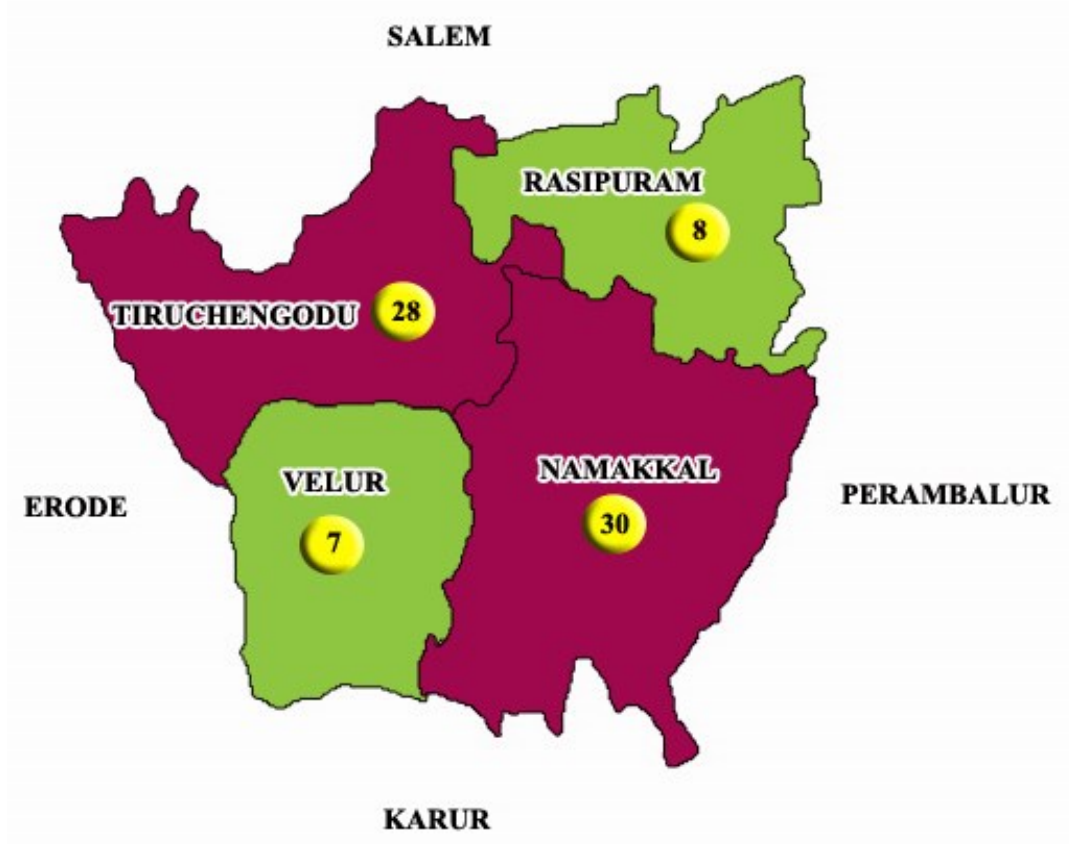 SALEM
RASIPURAM
8
TIRUCHENGODU 28
VELUR
7
NAMAKKAL
30
ERODE
PERAMBALUR
KARUR